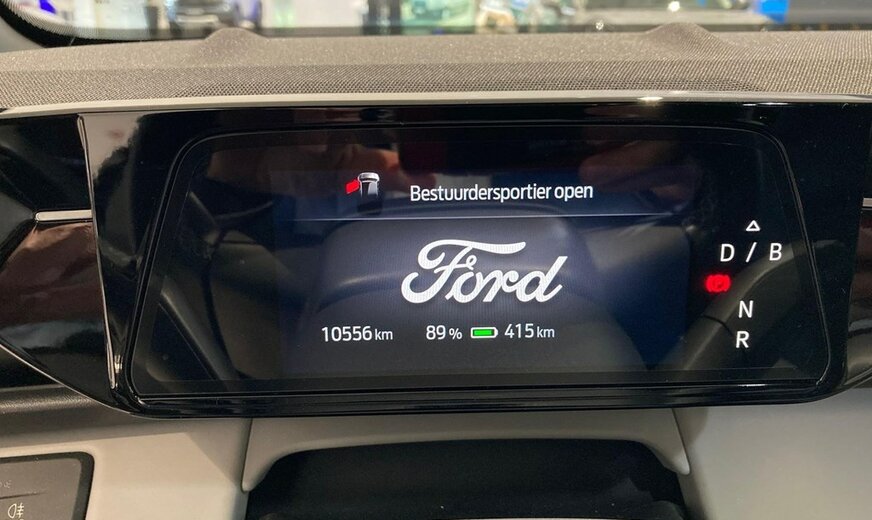 Bestuurdersportier open
Ford
10556 km 89 % 415 km
D / B
N
R